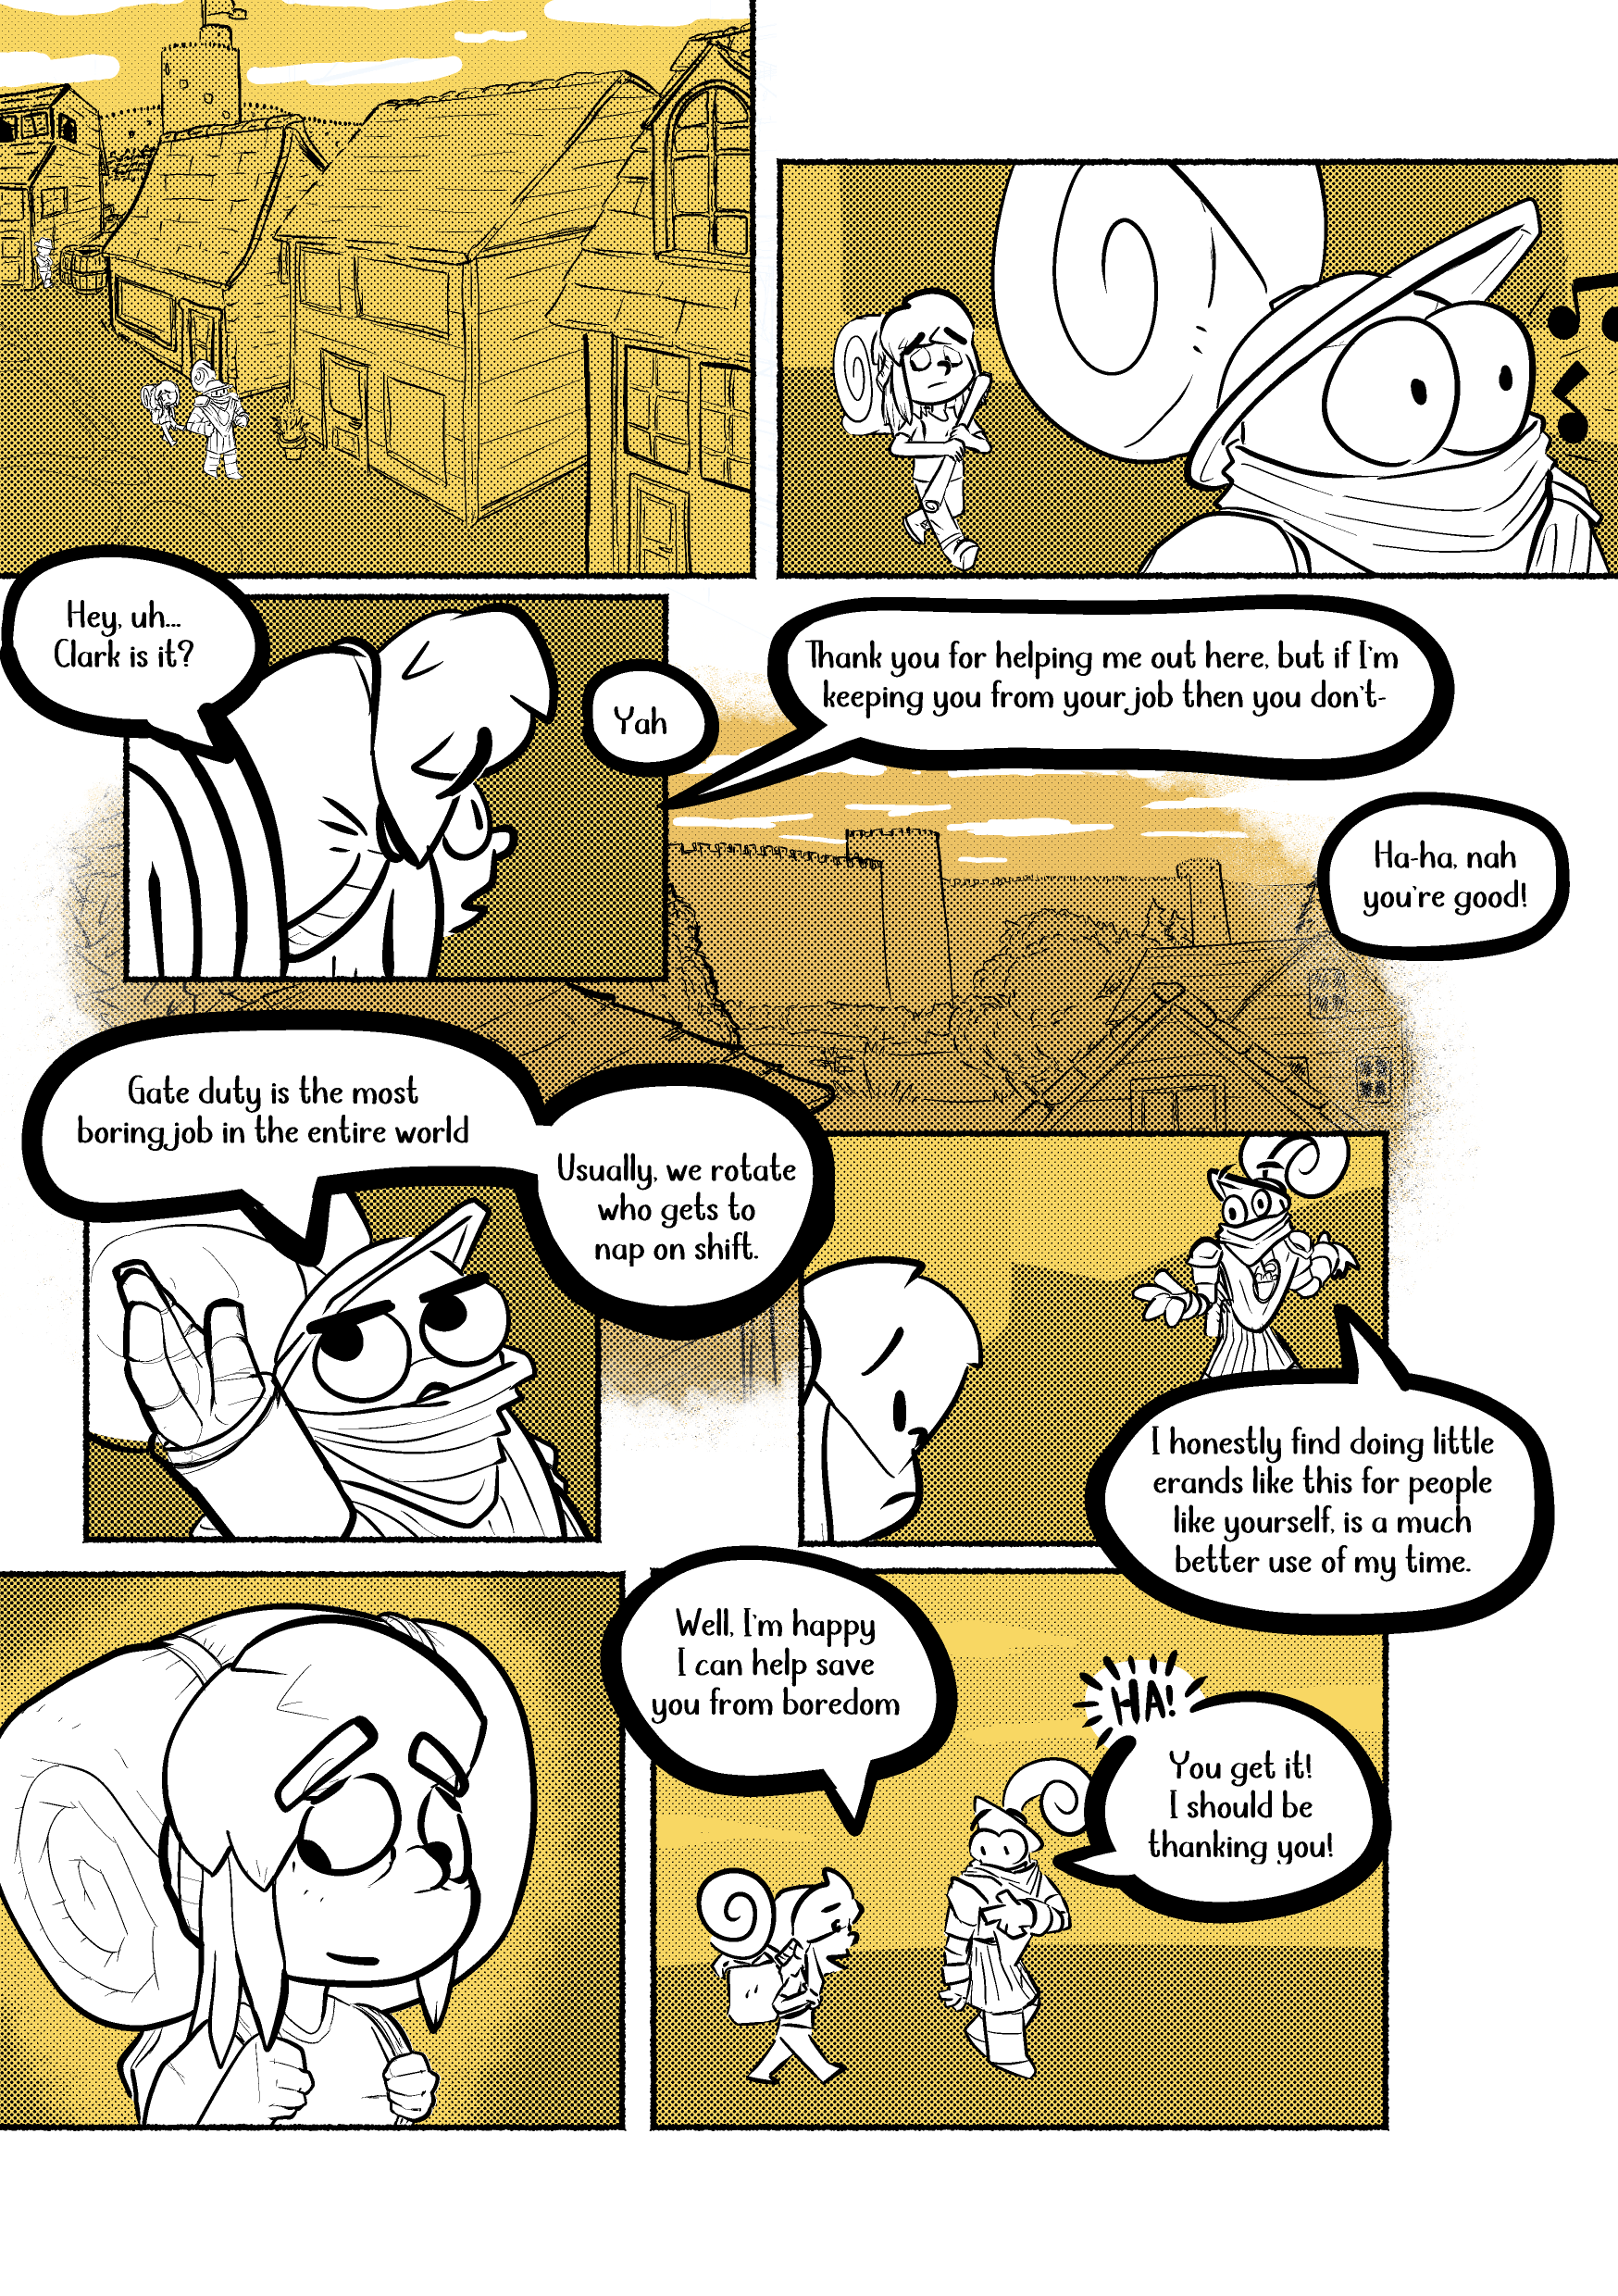 Hey, uh...
Clark is it?
Yah
Thank you for helping me out here, but if I'm
keeping you from your job then you don't-
Ha-ha, nah
you're good!
Gate duty is the most
boring job in the entire world
Usually, we rotate
who gets to
nap on shift.
I honestly find doing little
erands like this for people
like yourself, is a much
better use of my time.
Well, I'm happy
I can help save
you from boredom
HA!
You get it!
I should be
thanking you!